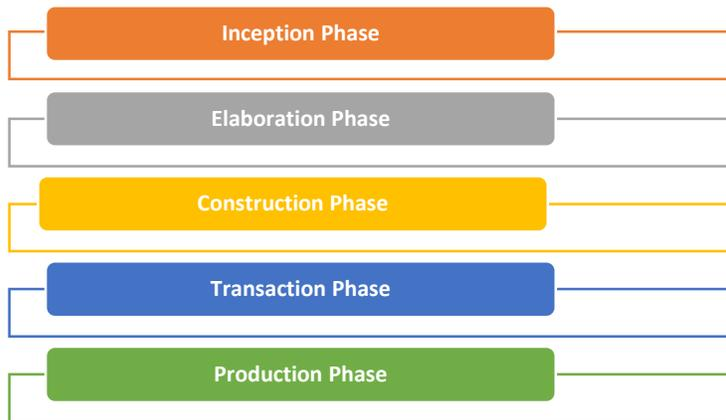 Inception Phase
Elaboration Phase
Construction Phase
Transaction Phase
Production Phase